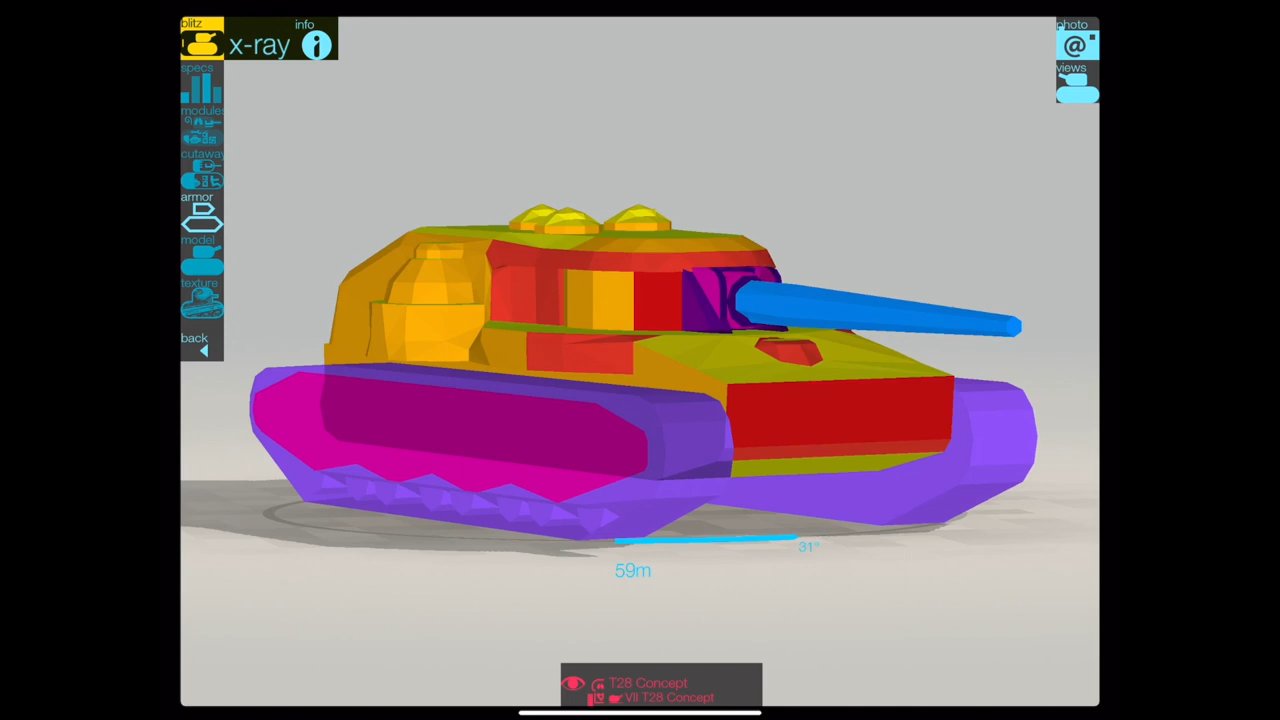 blitz
x-ray
info
specs
modules
cutaway
armor
model
texture
back
photo
@
views
31°
59m
T28 Concept
VII T28 Concept